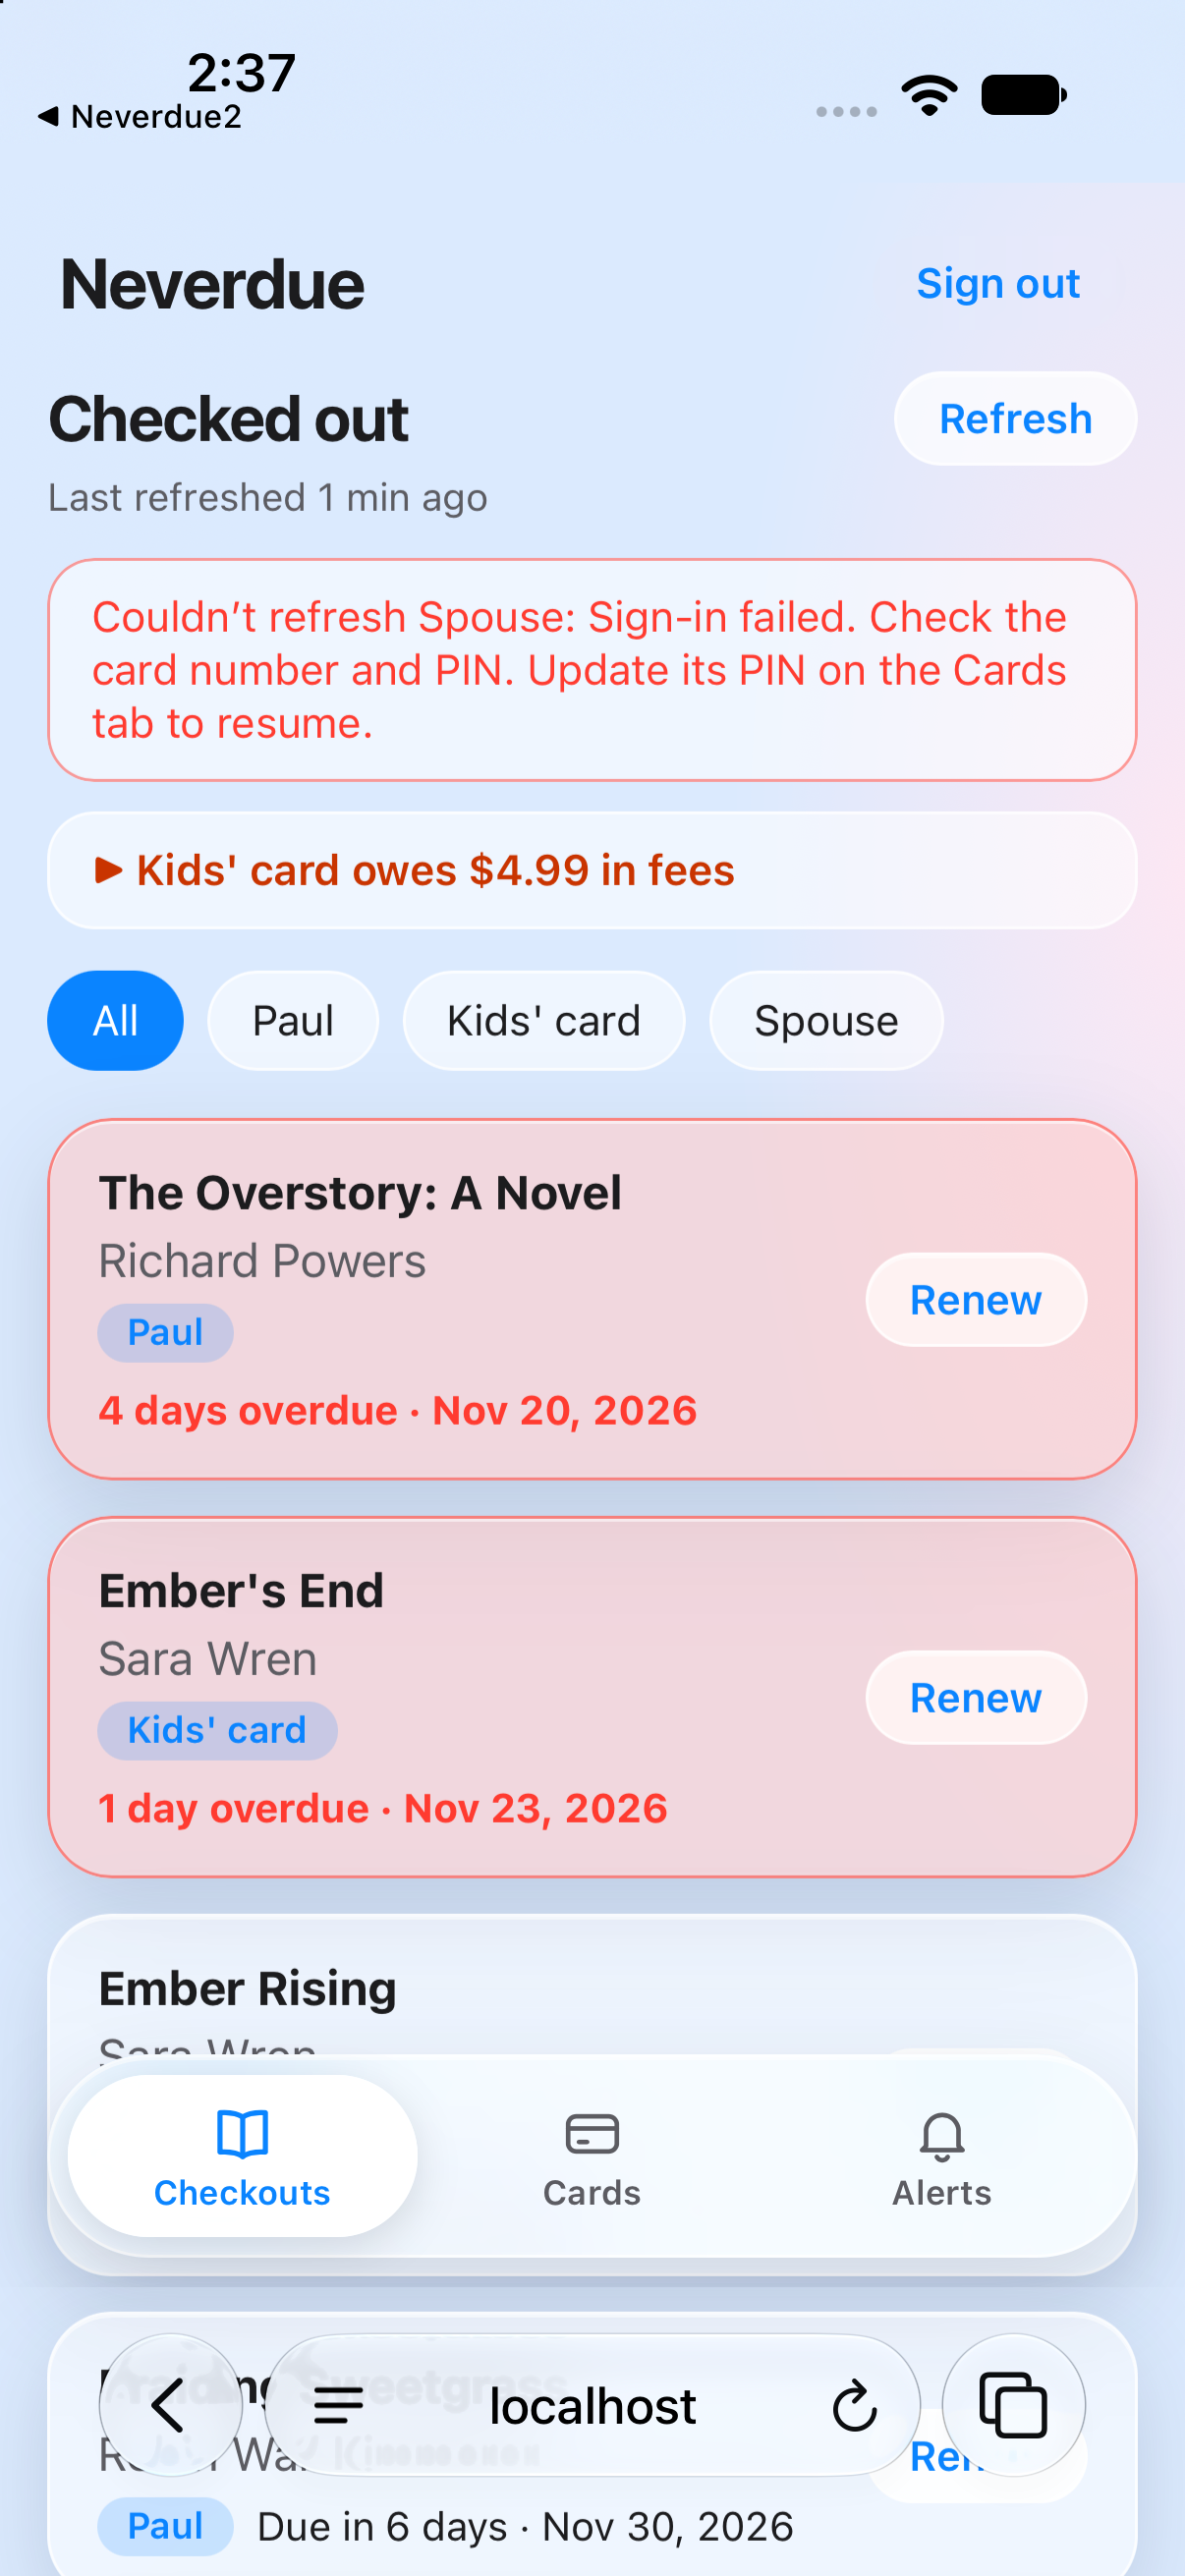 2:37
Neverdue2
Neverdue
Sign out
Checked out
Refresh
Last refreshed 1 min ago
Couldn’t refresh Spouse: Sign-in failed. Check the
card number and PIN. Update its PIN on the Cards
tab to resume.
Kids' card owes $4.99 in fees
All
Paul
Kids' card
Spouse
The Overstory: A Novel
Richard Powers
Paul
Renew
4 days overdue · Nov 20, 2026
Ember's End
Sara Wren
Kids' card
Renew
1 day overdue · Nov 23, 2026
Ember Rising
Sara Wren
Checkouts
Cards
Alerts
Sweetgrass
localhost
Paul
Due in 6 days · Nov 30, 2026